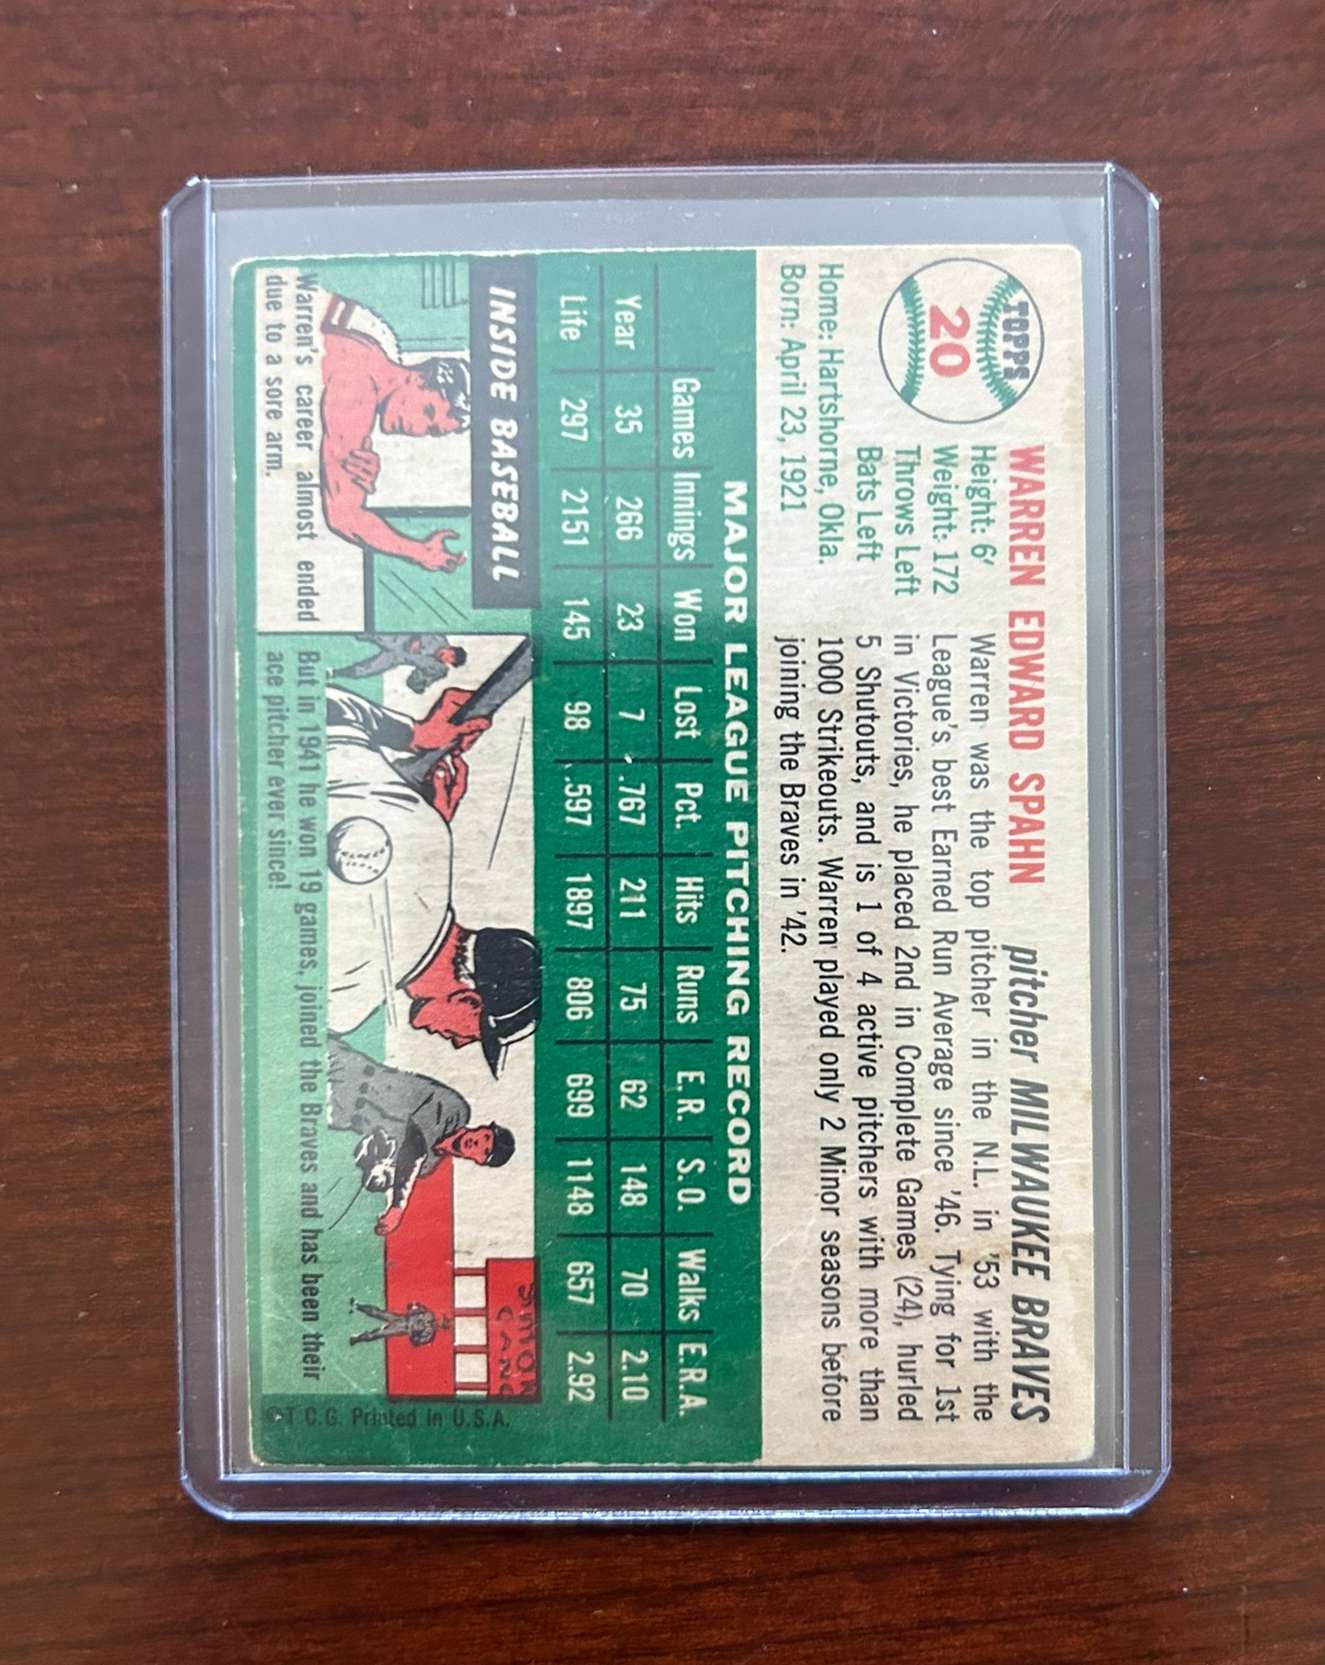 TOPPS
20
WARREN EDWARD SPAHN pitcher MILWAUKEE BRAVES
Height: 6'
Weight: 172
Throws Left
Bats Left
Home: Hartshorne, Okla.
Born: April 23, 1921
Warren was the top pitcher in the N.L. in '53 with the
League's best Earned Run Average since '46. Tying for 1st
in Victories, he placed 2nd in Complete Games (24), hurled
5 Shutouts, and is 1 of 4 active pitchers with more than
1000 Strikeouts. Warren played only 2 Minor seasons before
joining the Braves in '42.
MAJOR LEAGUE PITCHING RECORD
Games Innings Won Lost Pct. Hits Runs E.R. S.O. Walks E.R.A.
Year 35 266 23 7 .767 211 75 62 148 70 2.10
Life 297 2151 145 98 .597 1897 806 699 1148 657 2.92
INSIDE BASEBALL
Warren's career almost ended
due to a sore arm.
But in 1941 he won 19 games, joined the Braves and has been their
ace pitcher ever since!
©T.C.G. Printed in U.S.A.